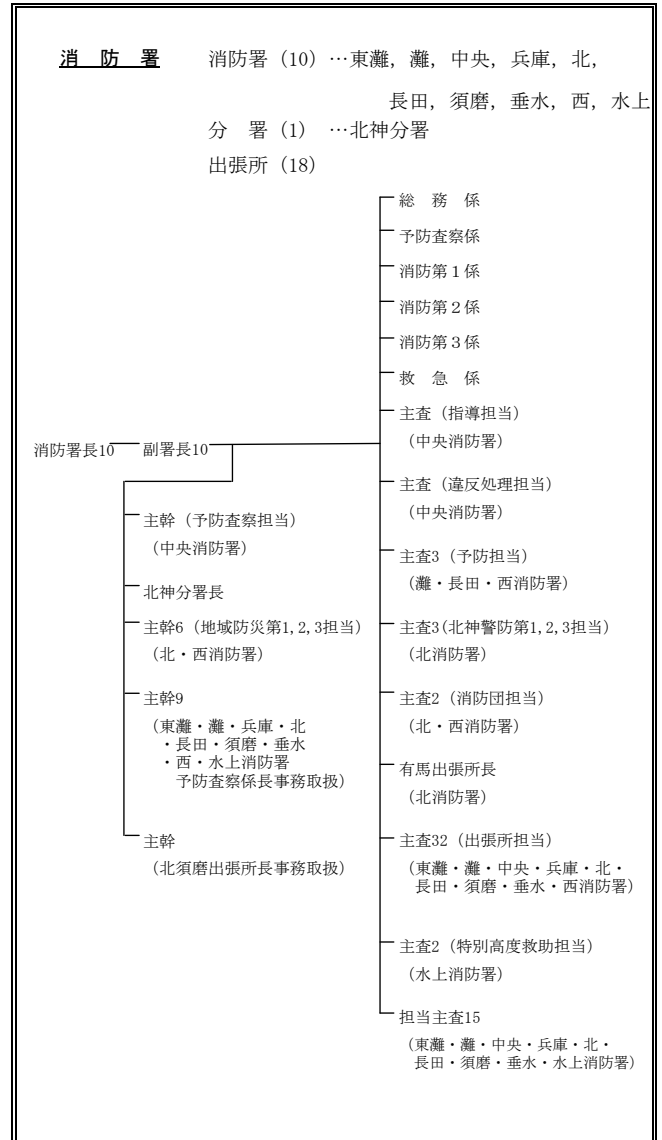 消　防　署　　消防署（10）…東灘，灘，中央，兵庫，北，
長田，須磨，垂水，西，水上
分　署（1）　…北神分署
出張所（18）
総　務　係
予防査察係
消防第１係
消防第２係
消防第３係
救　急　係
主査（指導担当）
（中央消防署）
消防署長10　副署長10
主査（違反処理担当）
（中央消防署）
主査3（予防担当）
（灘・長田・西消防署）
主査3(北神警防第1,2,3担当）
（北消防署）
主査2（消防団担当）
（北・西消防署）
有馬出張所長
（北消防署）
主査32（出張所担当）
（東灘・灘・中央・兵庫・北・
長田・須磨・垂水・西消防署）
主査2（特別高度救助担当）
（水上消防署）
担当主査15
（東灘・灘・中央・兵庫・北・
長田・須磨・垂水・水上消防署）
主幹（予防査察担当）
（中央消防署）
北神分署長
主幹6（地域防災第1,2,3担当）
（北・西消防署）
主幹9
（東灘・灘・兵庫・北
・長田・須磨・垂水
・西・水上消防署
予防査察係長事務取扱）
主幹
（北須磨出張所長事務取扱）